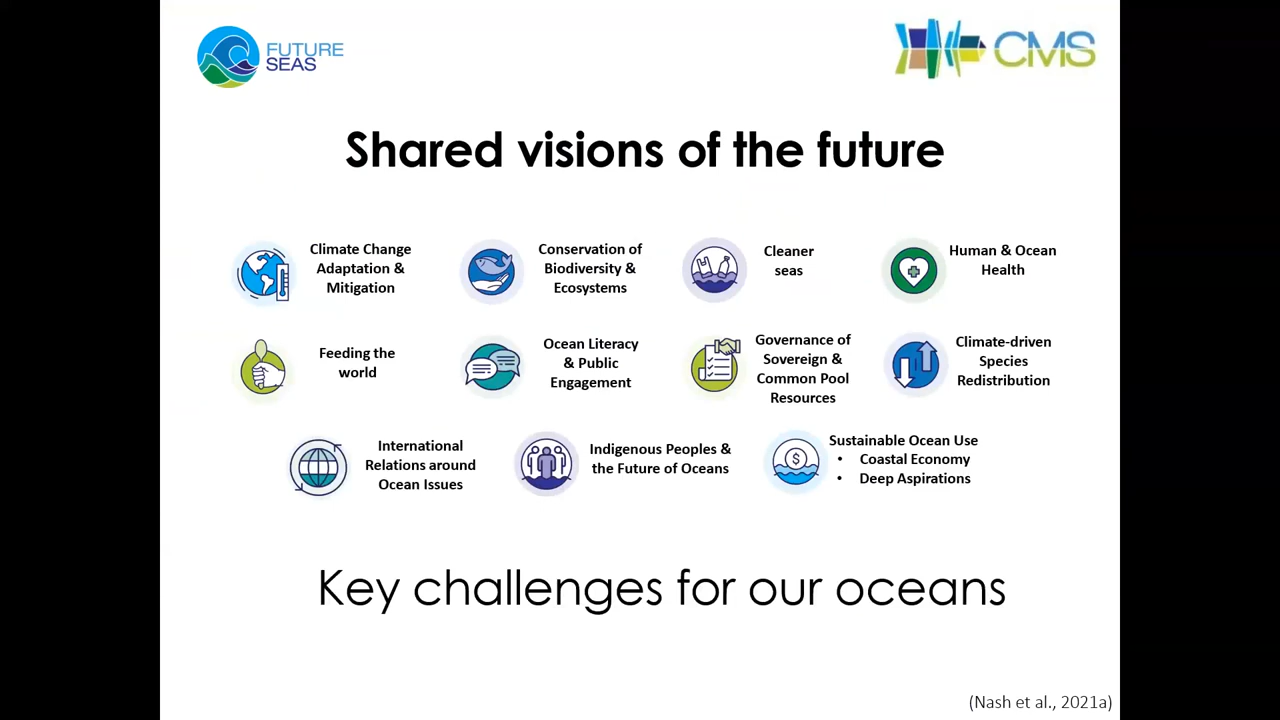 FUTURE
SEAS
CMS
Shared visions of the future
Climate Change
Adaptation &
Mitigation
Conservation of
Biodiversity &
Ecosystems
Cleaner
seas
Human & Ocean
Health
Feeding the
world
Ocean Literacy
& Public
Engagement
Governance of
Sovereign &
Common Pool
Resources
Climate-driven
Species
Redistribution
International
Relations around
Ocean Issues
Indigenous Peoples &
the Future of Oceans
Sustainable Ocean Use
• Coastal Economy
• Deep Aspirations
Key challenges for our oceans
(Nash et al., 2021a)